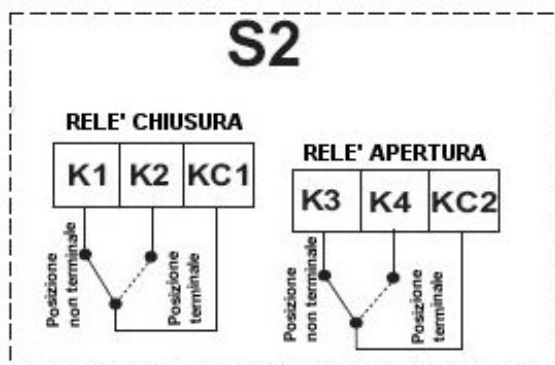 S2
RELE' CHIUSURA
K1 K2 KC1
Posizione
non terminale
Posizione
terminale
RELE' APERTURA
K3 K4 KC2
Posizione
non terminale
Posizione
terminale